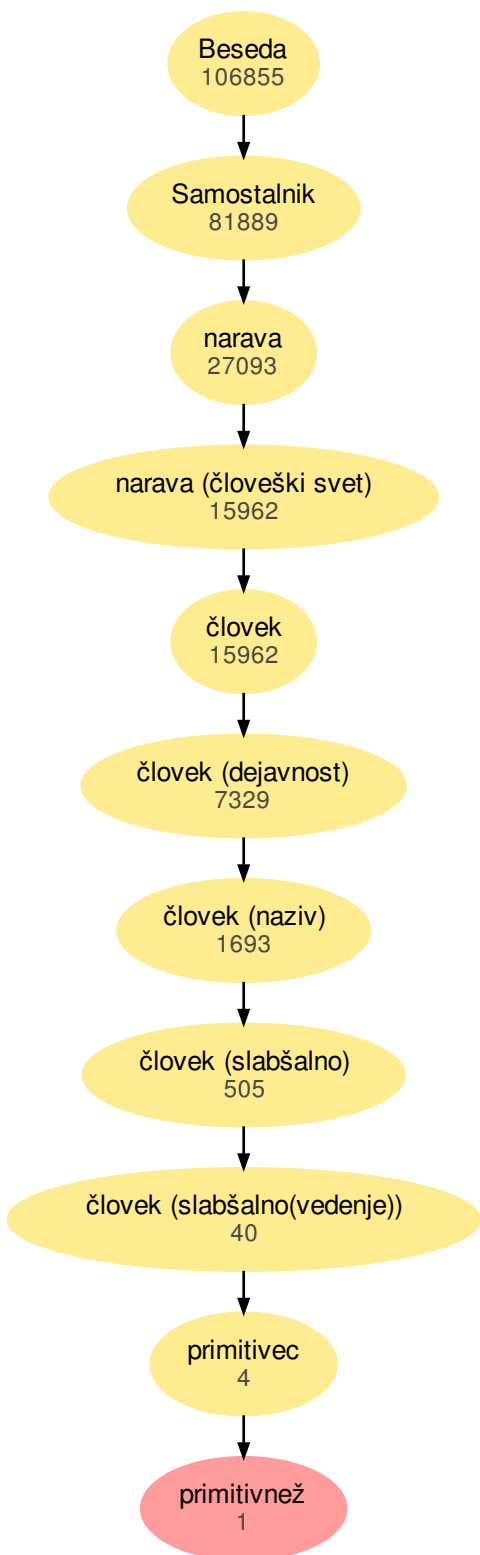 Beseda
106855
Samostalnik
81889
narava
27093
narava (človeški svet)
15962
človek
15962
človek (dejavnost)
7329
človek (naziv)
1693
človek (slabšalno)
505
človek (slabšalno(vedenje))
40
primitivec
4
primitivnež
1